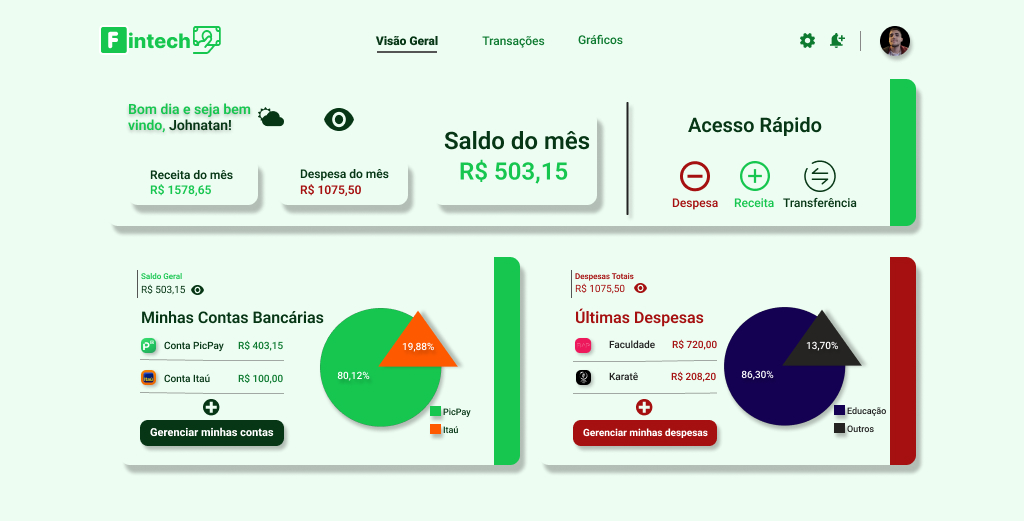 Fintech
Visão Geral
Transações
Gráficos
Bom dia e seja bem
vindo, Johnatan!
Receita do mês
R$ 1578,65
Despesa do mês
R$ 1075,50
Saldo do mês
R$ 503,15
Acesso Rápido
Despesa
Receita
Transferência
Saldo Geral
R$ 503,15
Minhas Contas Bancárias
Conta PicPay R$ 403,15
Conta Itaú R$ 100,00
Gerenciar minhas contas
19,88%
80,12%
PicPay
Itaú
Despesas Totais
R$ 1075,50
Últimas Despesas
Faculdade R$ 720,00
Karatê R$ 208,20
Gerenciar minhas despesas
13,70%
86,30%
Educação
Outros